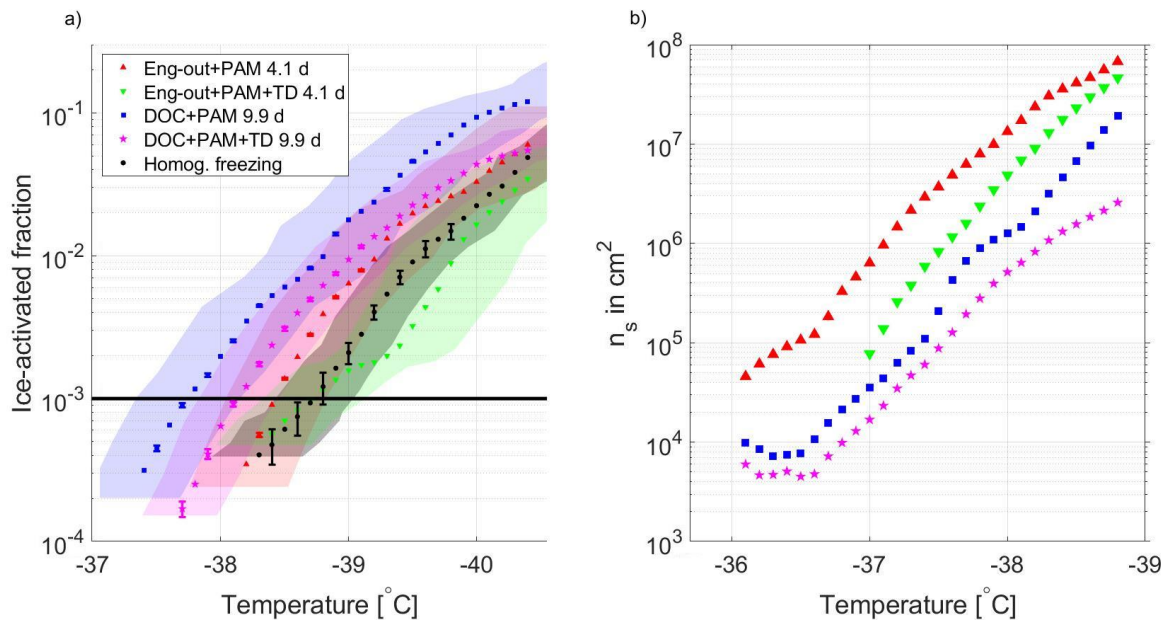 a)
Eng-out+PAM 4.1 d
Eng-out+PAM+TD 4.1 d
DOC+PAM 9.9 d
DOC+PAM+TD 9.9 d
Homog. freezing
10^-1
10^-2
10^-3
10^-4
Ice-activated fraction
-37
-38
-39
-40
Temperature [°C]
b)
10^8
10^7
10^6
10^5
10^4
10^3
n_s in cm^2
-36
-37
-38
-39
Temperature [°C]